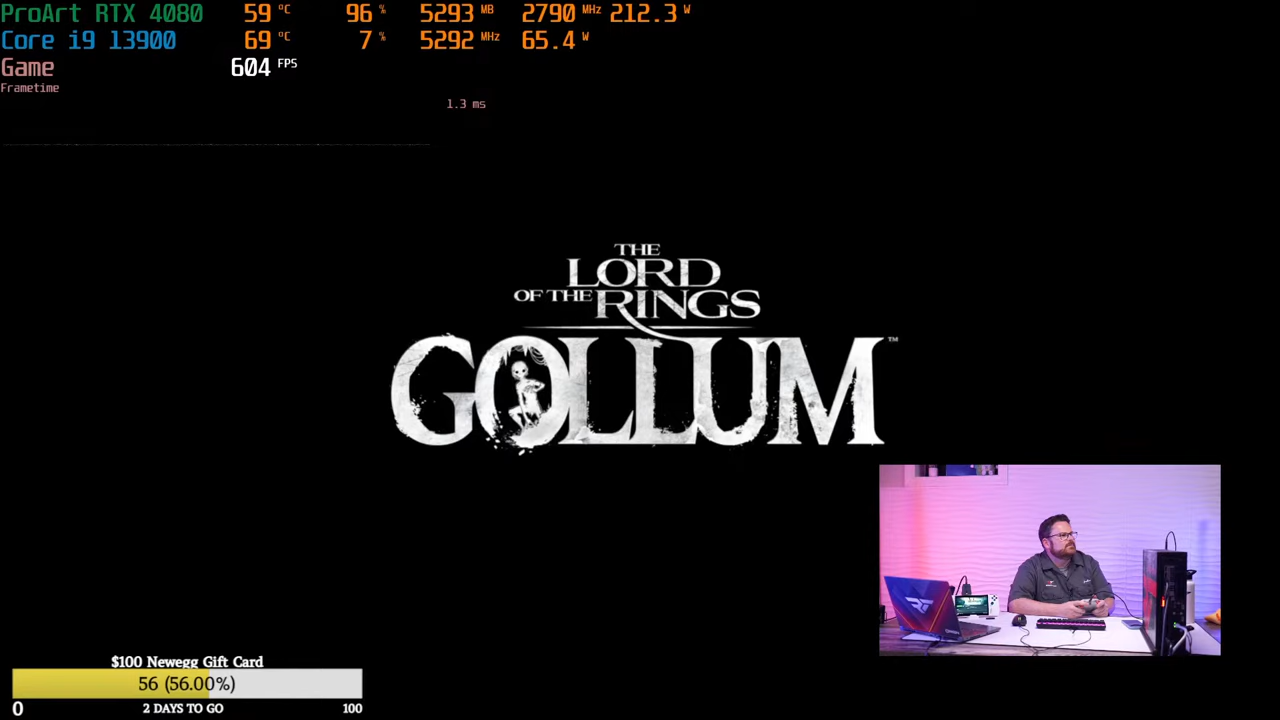 ProArt RTX 4080 59 °C 96 % 5293 MB 2790 MHz 212.3 W
Core i9 13900 69 °C 7 % 5292 MHz 65.4 W
Game 604 FPS
Frametime
1.3 ms
THE
LORD
OF THE RINGS
GOLLUM™
$100 Newegg Gift Card
56 (56.00%)
0 2 DAYS TO GO 100